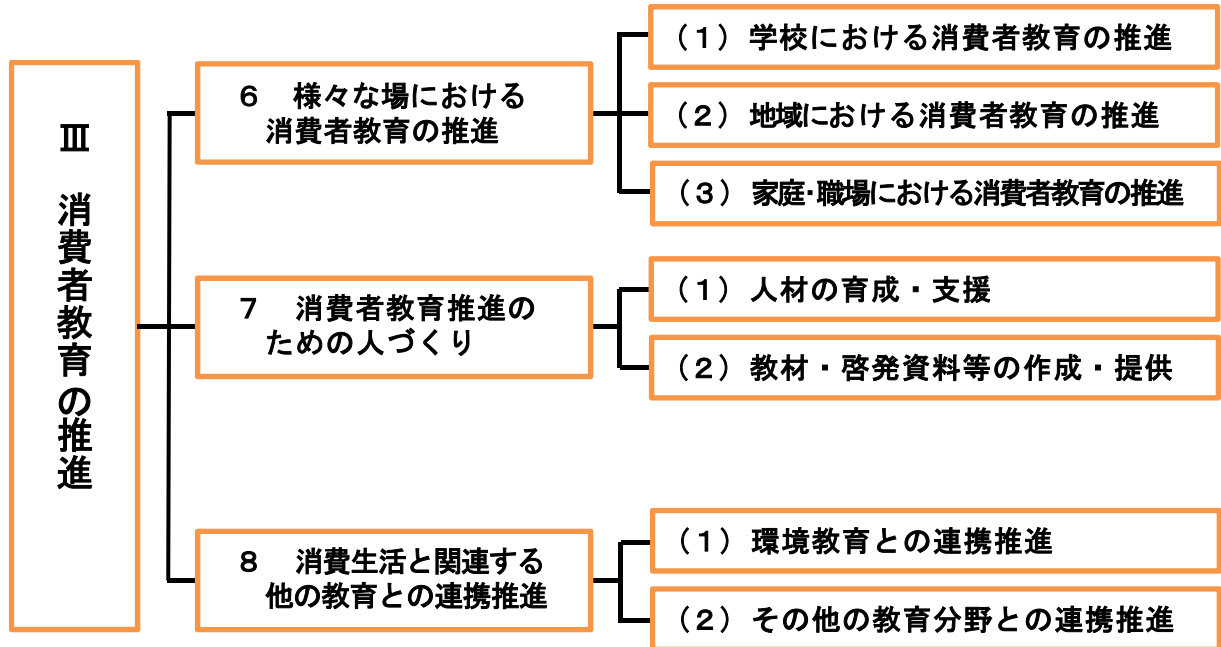 Ⅲ 消費者教育の推進
６ 様々な場における
消費者教育の推進
（１）学校における消費者教育の推進
（２）地域における消費者教育の推進
（３）家庭・職場における消費者教育の推進
７ 消費者教育推進の
ための人づくり
（１）人材の育成・支援
（２）教材・啓発資料等の作成・提供
８ 消費生活と関連する
他の教育との連携推進
（１）環境教育との連携推進
（２）その他の教育分野との連携推進